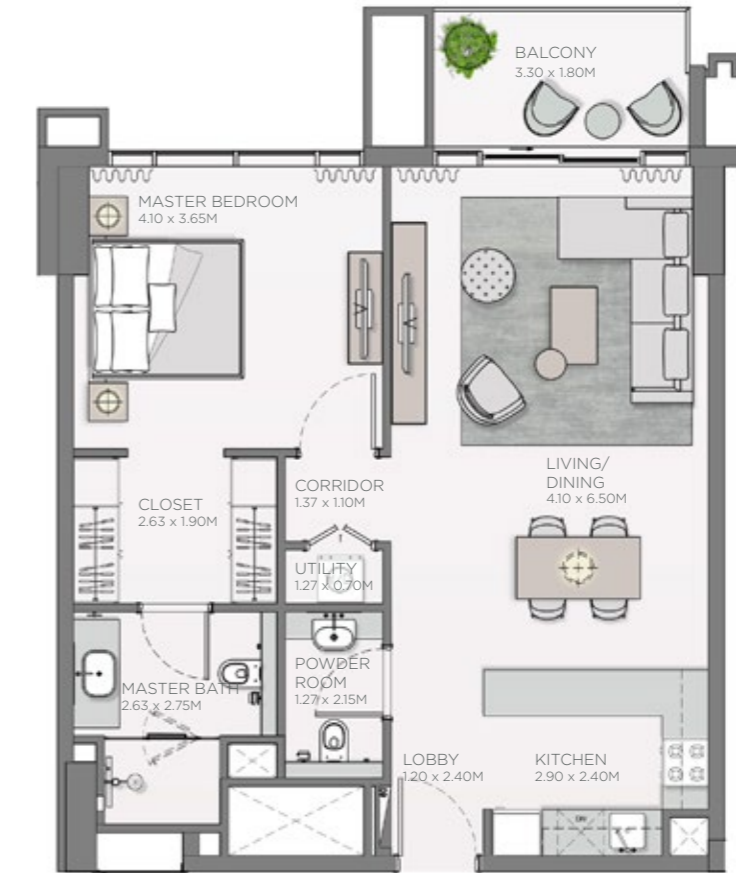 BALCONY
3.30 x 1.80M
MASTER BEDROOM
4.10 x 3.65M
LIVING/
DINING
4.10 x 6.50M
CORRIDOR
1.37 x 1.10M
CLOSET
2.63 x 1.90M
UTILITY
1.27 x 0.70M
POWDER
ROOM
1.27 x 2.15M
MASTER BATH
2.63 x 2.75M
LOBBY
1.20 x 2.40M
KITCHEN
2.90 x 2.40M